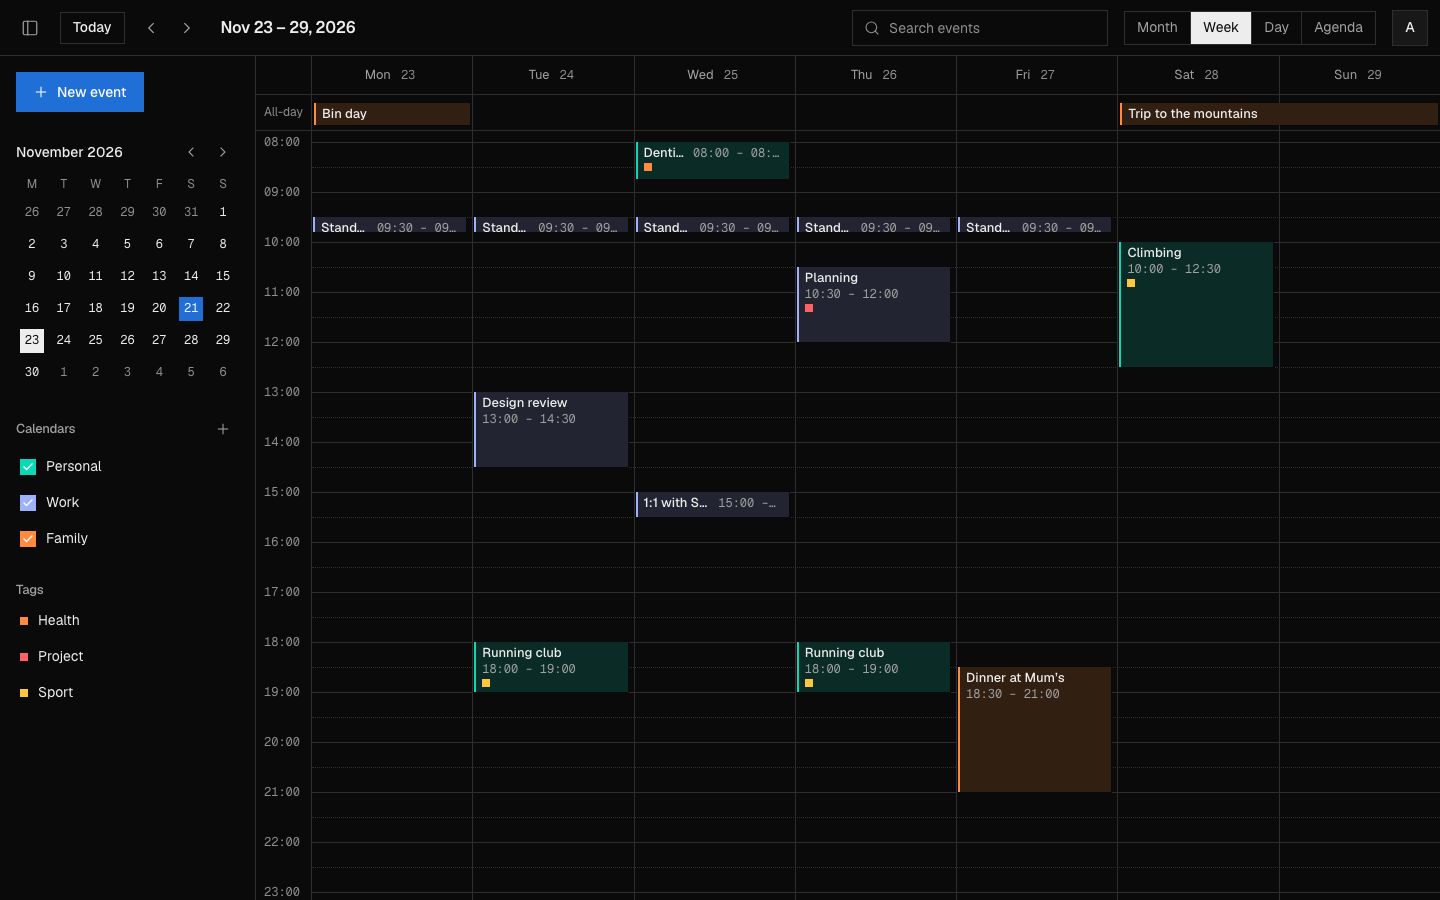 Today
Nov 23 – 29, 2026
Search events
Month
Week
Day
Agenda
A
New event
November 2026
M T W T F S S
26 27 28 29 30 31 1
2 3 4 5 6 7 8
9 10 11 12 13 14 15
16 17 18 19 20 21 22
23 24 25 26 27 28 29
30 1 2 3 4 5 6
Calendars
Personal
Work
Family
Tags
Health
Project
Sport
Mon 23
Tue 24
Wed 25
Thu 26
Fri 27
Sat 28
Sun 29
All-day
Bin day
Trip to the mountains
08:00
Denti… 08:00 – 08:…
09:00
Stand… 09:30 – 09…
Stand… 09:30 – 09…
Stand… 09:30 – 09…
Stand… 09:30 – 09…
Stand… 09:30 – 09…
10:00
Climbing
10:00 – 12:30
Planning
10:30 – 12:00
11:00
12:00
13:00
Design review
13:00 – 14:30
14:00
15:00
1:1 with S… 15:00 –…
16:00
17:00
18:00
Running club
18:00 – 19:00
Running club
18:00 – 19:00
Dinner at Mum's
18:30 – 21:00
19:00
20:00
21:00
22:00
23:00